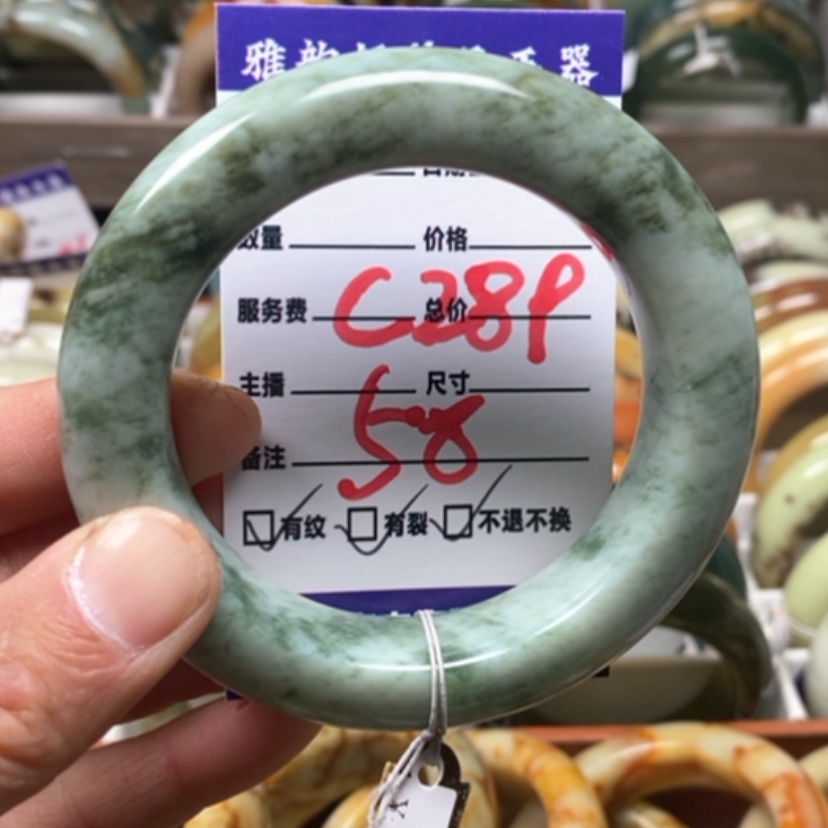 雅韵
器
数量 价格
C289
服务费 总价
主播 尺寸
58
备注
有纹 有裂 不退不换